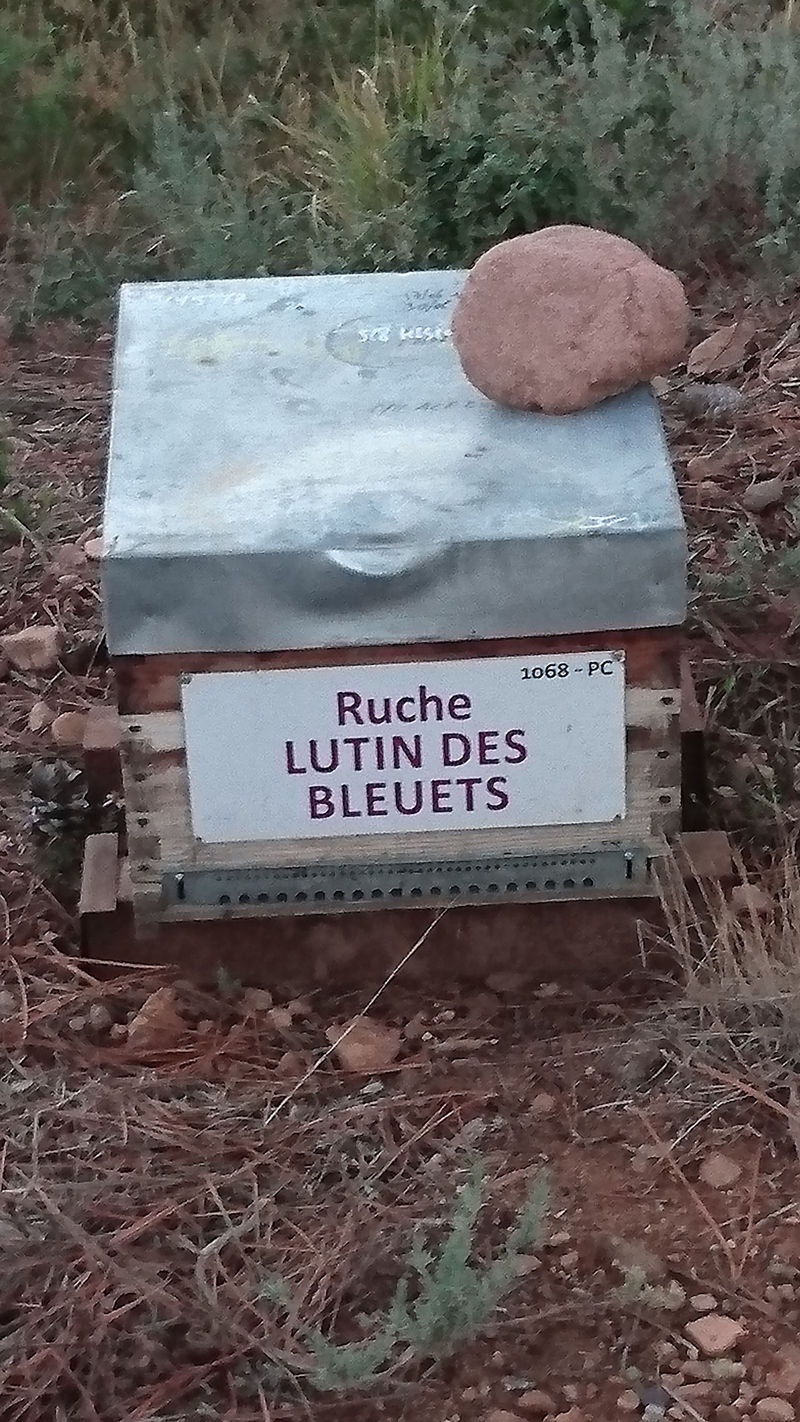 1068 - PC
Ruche
LUTIN DES
BLEUETS